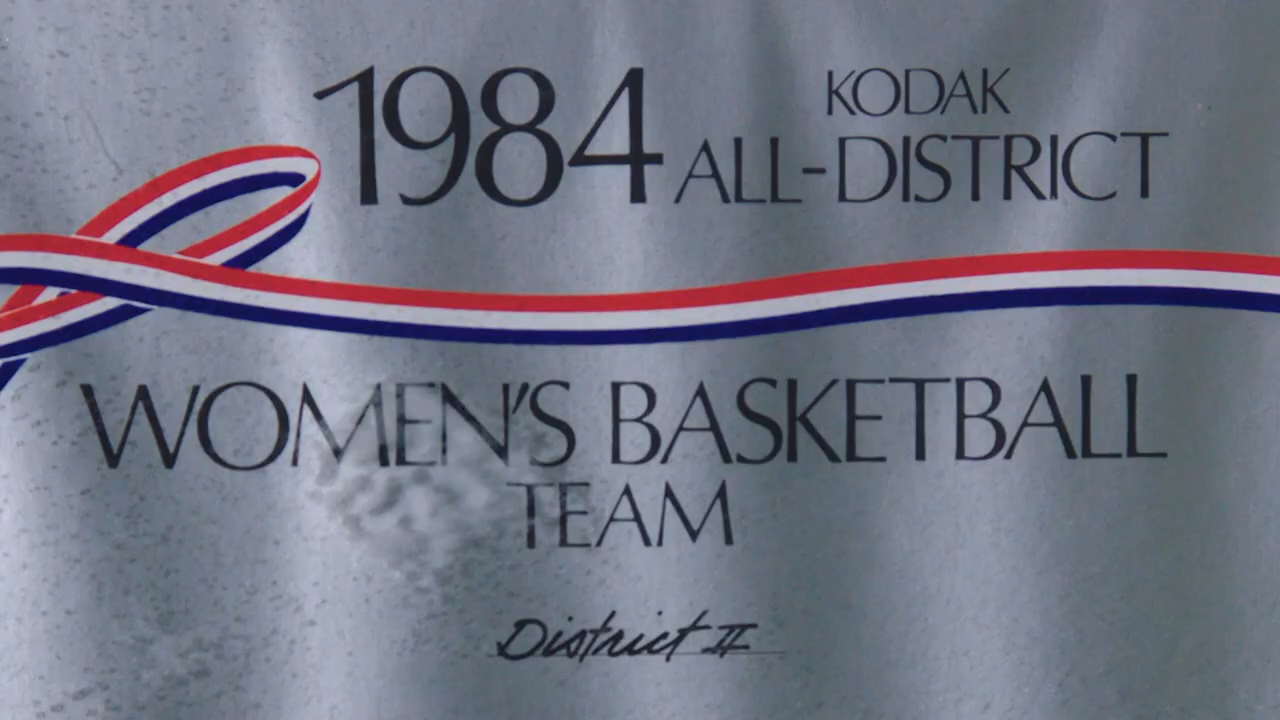 1984 KODAK
ALL-DISTRICT
WOMEN'S BASKETBALL
TEAM
District II